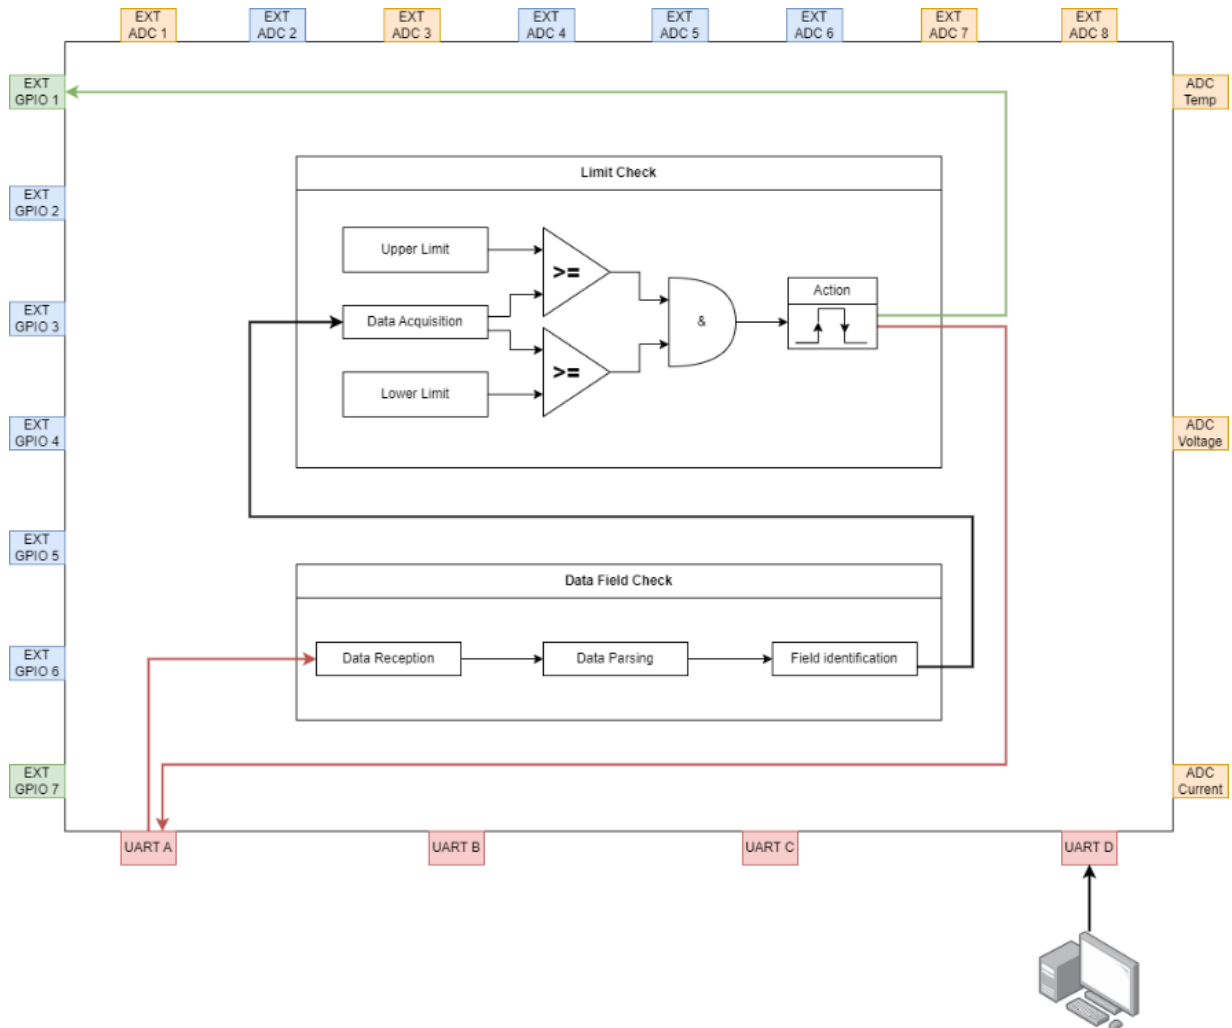 EXT
ADC 1
EXT
ADC 2
EXT
ADC 3
EXT
ADC 4
EXT
ADC 5
EXT
ADC 6
EXT
ADC 7
EXT
ADC 8
EXT
GPIO 1
ADC
Temp
Limit Check
EXT
GPIO 2
Upper Limit
>=
Action
EXT
GPIO 3
Data Acquisition
&
>=
Lower Limit
EXT
GPIO 4
ADC
Voltage
EXT
GPIO 5
Data Field Check
EXT
GPIO 6
Data Reception
Data Parsing
Field identification
EXT
GPIO 7
ADC
Current
UART A
UART B
UART C
UART D